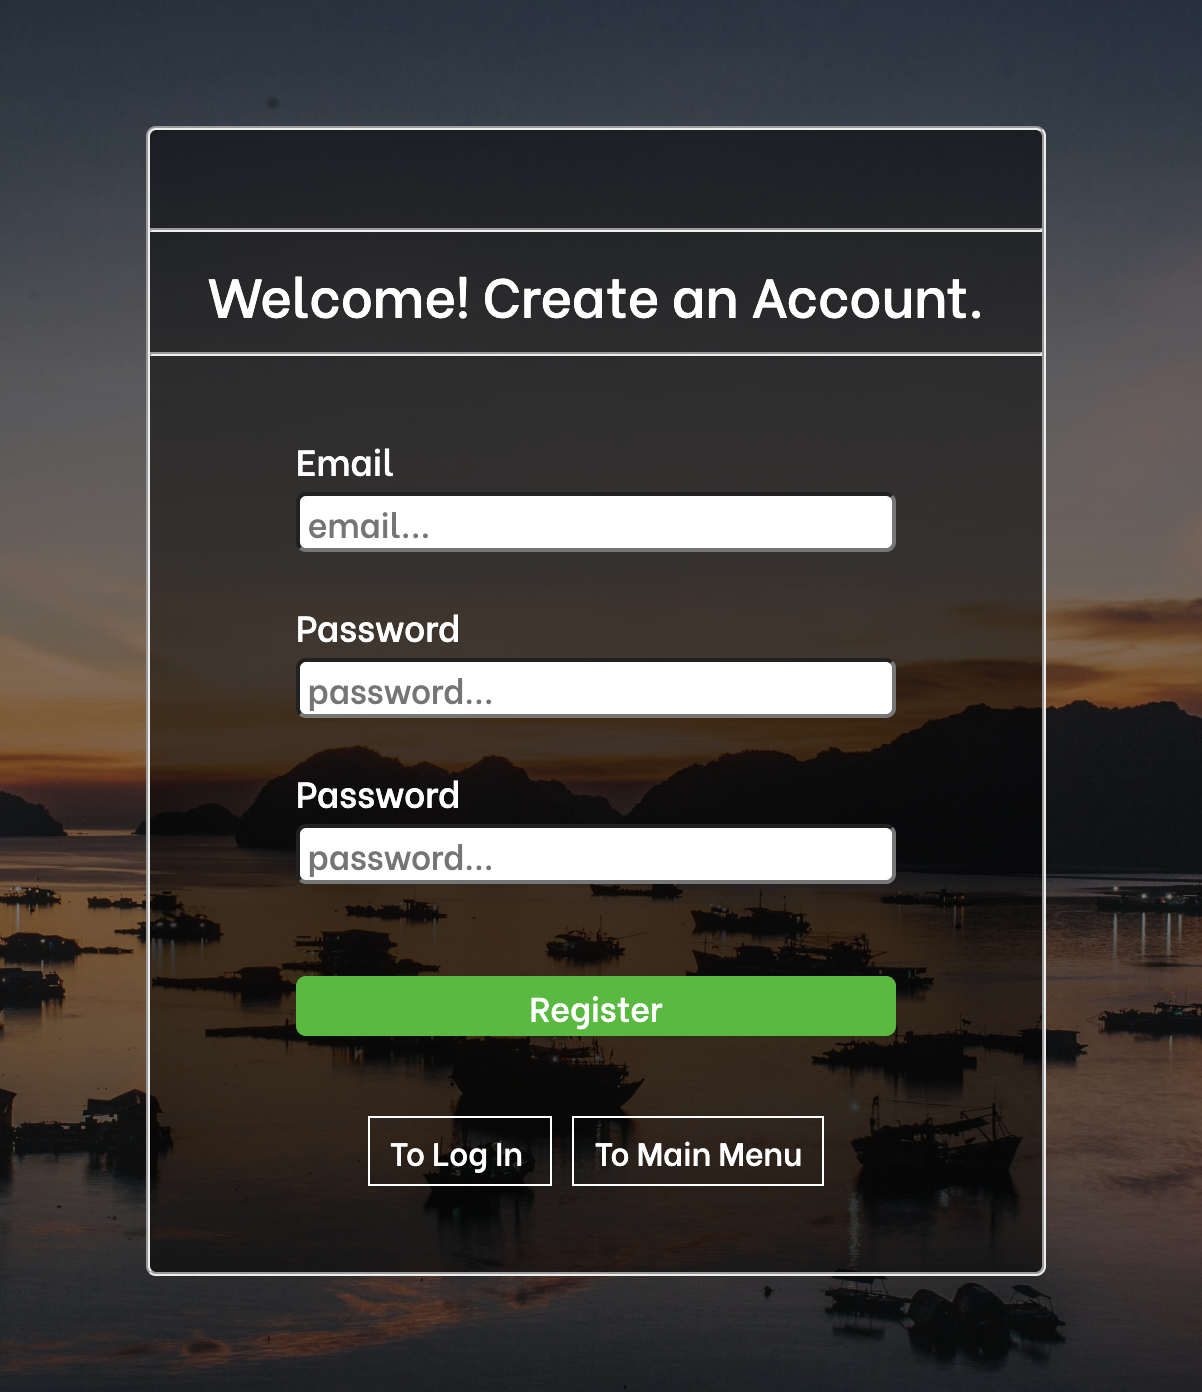 Welcome! Create an Account.
Email
email...
Password
password...
Password
password...
Register
To Log In
To Main Menu